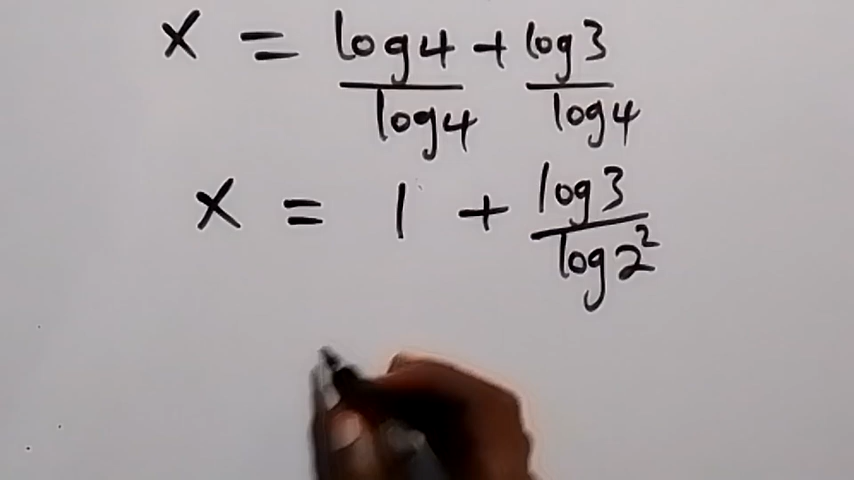 x = log4/log4 + log3/log4
x = 1 + log3/log2²